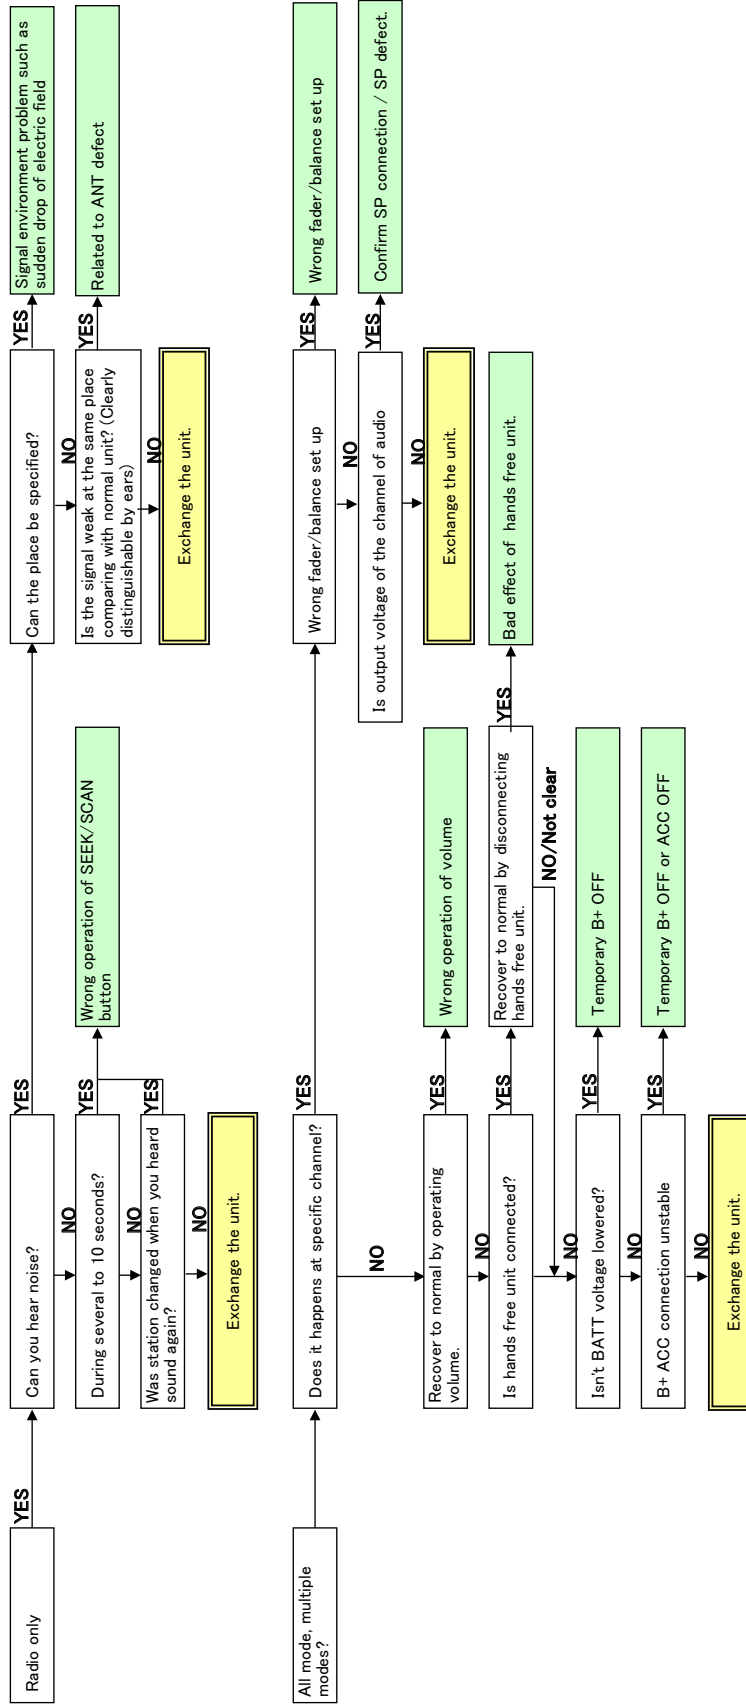 Radio only
YES
Can you hear noise?
YES
Can the place be specified?
YES
Signal environment problem such as
sudden drop of electric field
NO
Is the signal weak at the same place
comparing with normal unit? (Clearly
distinguishable by ears)
YES
Related to ANT defect
NO
Exchange the unit.
NO
During several to 10 seconds?
YES
Wrong operation of SEEK/SCAN
button
NO
Was station changed when you heard
sound again?
YES
NO
Exchange the unit.
All mode, multiple
modes?
Does it happens at specific channel?
YES
Wrong fader/balance set up
YES
Wrong fader/balance set up
NO
Is output voltage of the channel of audio
YES
Confirm SP connection / SP defect.
NO
Exchange the unit.
NO
Recover to normal by operating
volume.
YES
Wrong operation of volume
NO
Is hands free unit connected?
YES
Recover to normal by disconnecting
hands free unit.
YES
Bad effect of hands free unit.
NO/Not clear
NO
Isn't BATT voltage lowered?
YES
Temporary B+ OFF
NO
B+ ACC connection unstable
YES
Temporary B+ OFF or ACC OFF
NO
Exchange the unit.